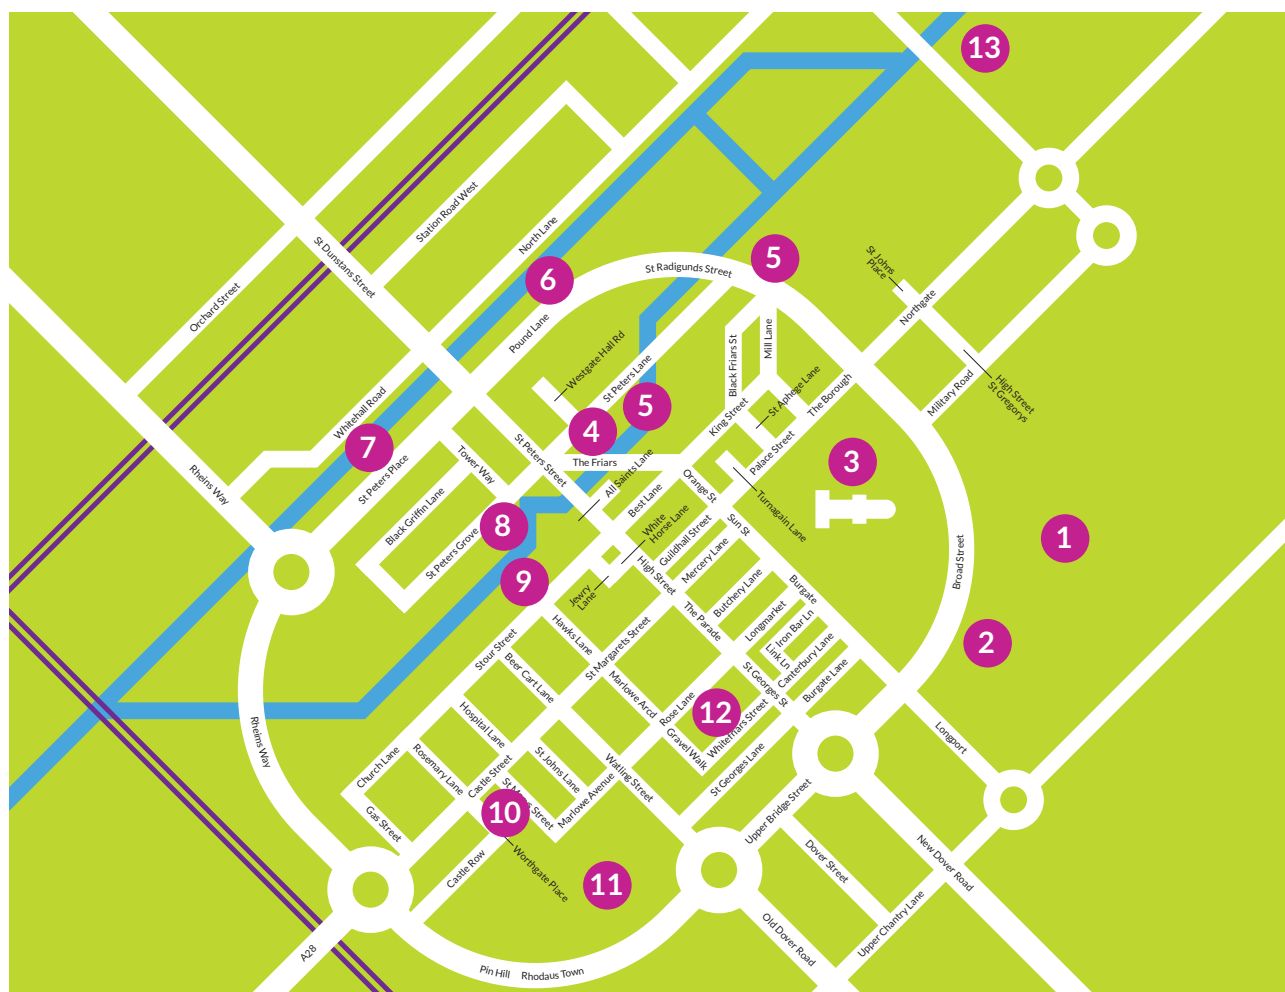 13
Station Road West
North Lane
St Dunstans Street
Orchard Street
6
St Radigunds Street
5
St Johns
Place
Northgate
Pound Lane
Westgate Hall Rd
Black Friars St
Mill Lane
St Peters Lane
St Aphege Lane
The Borough
Military Road
High Street
St Gregorys
Whitehall Road
5
4
King Street
7
St Peters Place
Tower Way
St Peters Street
The Friars
All Saints Lane
Palace Street
3
Rheins Way
Black Griffin Lane
Best Lane
Orange St
Turnagain Lane
8
St Peters Grove
White
Horse Lane
Guildhall Street
Sun St
1
Mercery Lane
High Street
9
Jewry
Lane
Butchery Lane
Burgate
Broad Street
Hawks Lane
The Parade
Longmarket
Iron Bar Ln
Link Ln
Canterbury Lane
2
Stour Street
St Margarets Street
Beer Cart Lane
St Georges St
Burgate Lane
Marlowe Arcd
Rose Lane
12
Whitefriars Street
Gravel Walk
Rheims Way
Hospital Lane
Longport
Church Lane
Rosemary Lane
Castle Street
St Johns Lane
Watling Street
St Georges Lane
10
Marlowe Avenue
Gas Street
Upper Bridge Street
Dover Street
New Dover Road
Castle Row
Worthgate Place
11
Upper Chantry Lane
Old Dover Road
A28
Pin Hill
Rhodaus Town